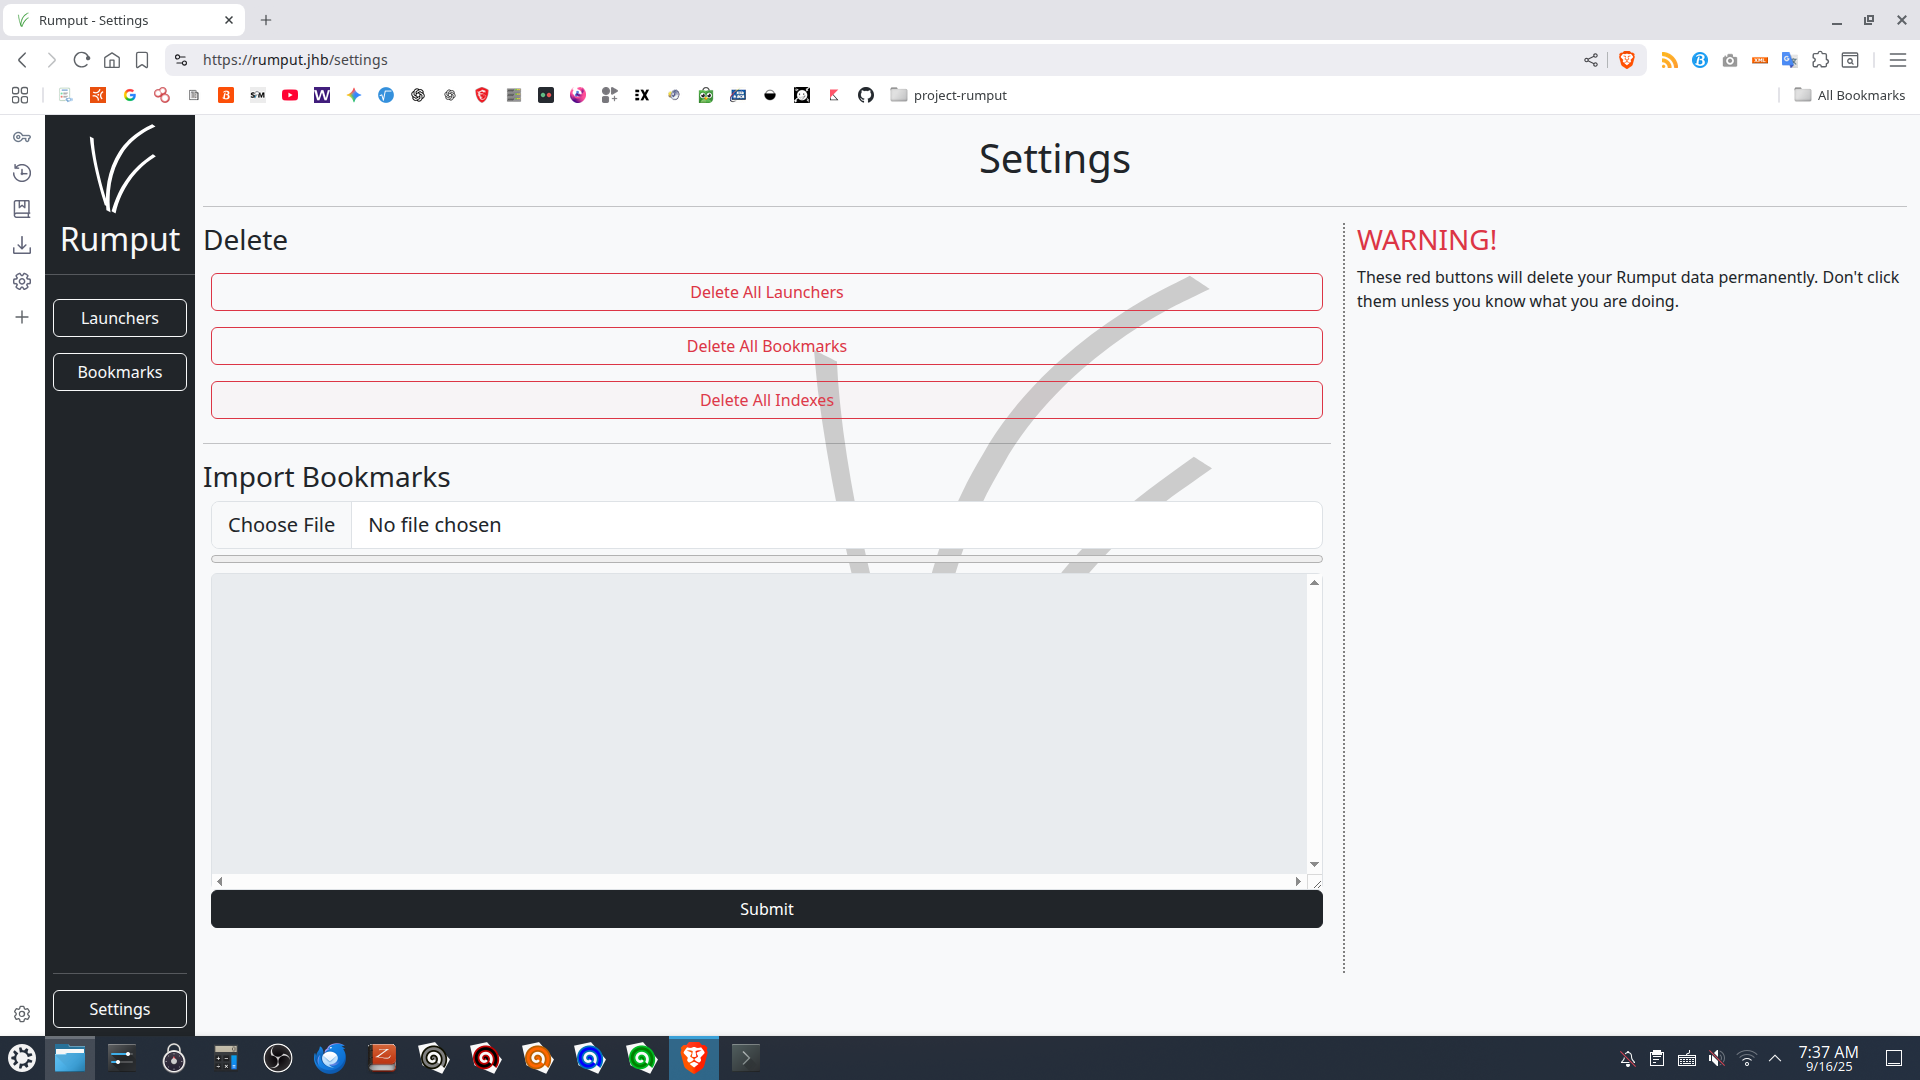 Rumput - Settings
https://rumput.jhb/settings
project-rumput
All Bookmarks
Rumput
Launchers
Bookmarks
Settings
Settings
Delete
Delete All Launchers
Delete All Bookmarks
Delete All Indexes
Import Bookmarks
Choose File No file chosen
Submit
WARNING!
These red buttons will delete your Rumput data permanently. Don't click
them unless you know what you are doing.
7:37 AM
9/16/25